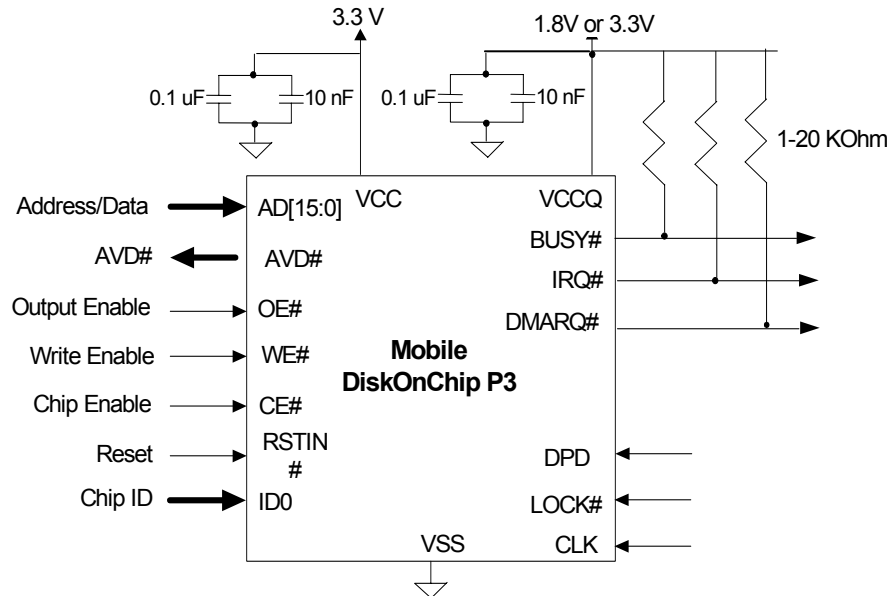 3.3 V
1.8V or 3.3V
0.1 uF
10 nF
0.1 uF
10 nF
1-20 KOhm
Address/Data
AD[15:0]
VCC
VCCQ
BUSY#
AVD#
AVD#
IRQ#
Output Enable
OE#
DMARQ#
Write Enable
WE#
Mobile
DiskOnChip P3
Chip Enable
CE#
Reset
RSTIN
#
DPD
Chip ID
ID0
LOCK#
VSS
CLK